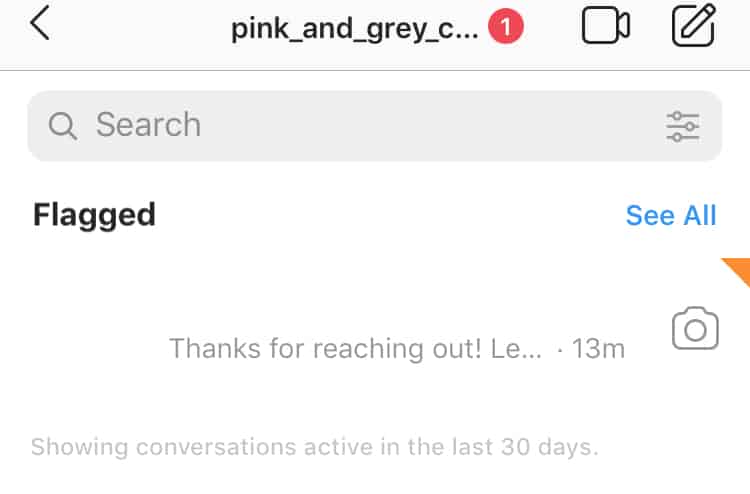 pink_and_grey_c... 1
Search
Flagged See All
Thanks for reaching out! Le... · 13m
Showing conversations active in the last 30 days.